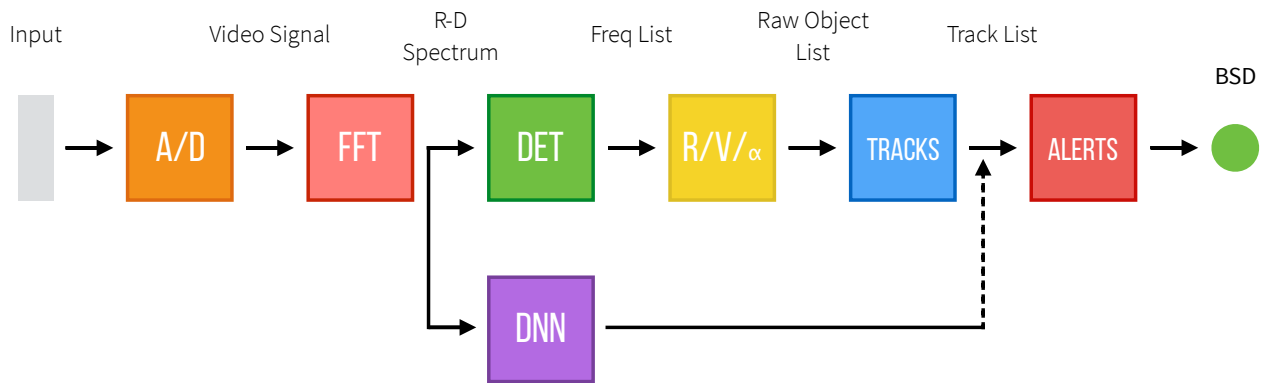 Input
Video Signal
R-D
Spectrum
Freq List
Raw Object
List
Track List
BSD
A/D
FFT
DET
R/V/α
TRACKS
ALERTS
DNN